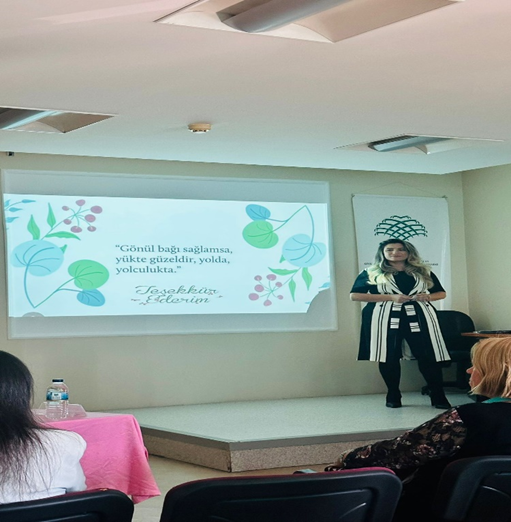 "Gönül bağı sağlamsa,
yükte güzeldir, yolda,
yolculukta."
Teşekkür
Ederim